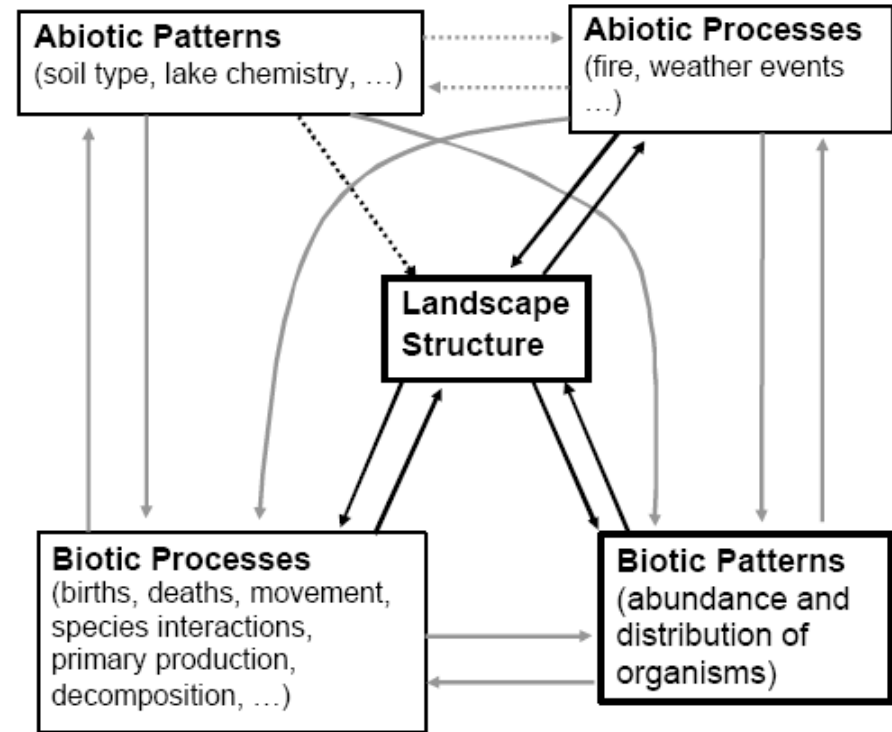 Abiotic Patterns
(soil type, lake chemistry, …)
Abiotic Processes
(fire, weather events
…)
Landscape
Structure
Biotic Processes
(births, deaths, movement,
species interactions,
primary production,
decomposition, …)
Biotic Patterns
(abundance and
distribution of
organisms)